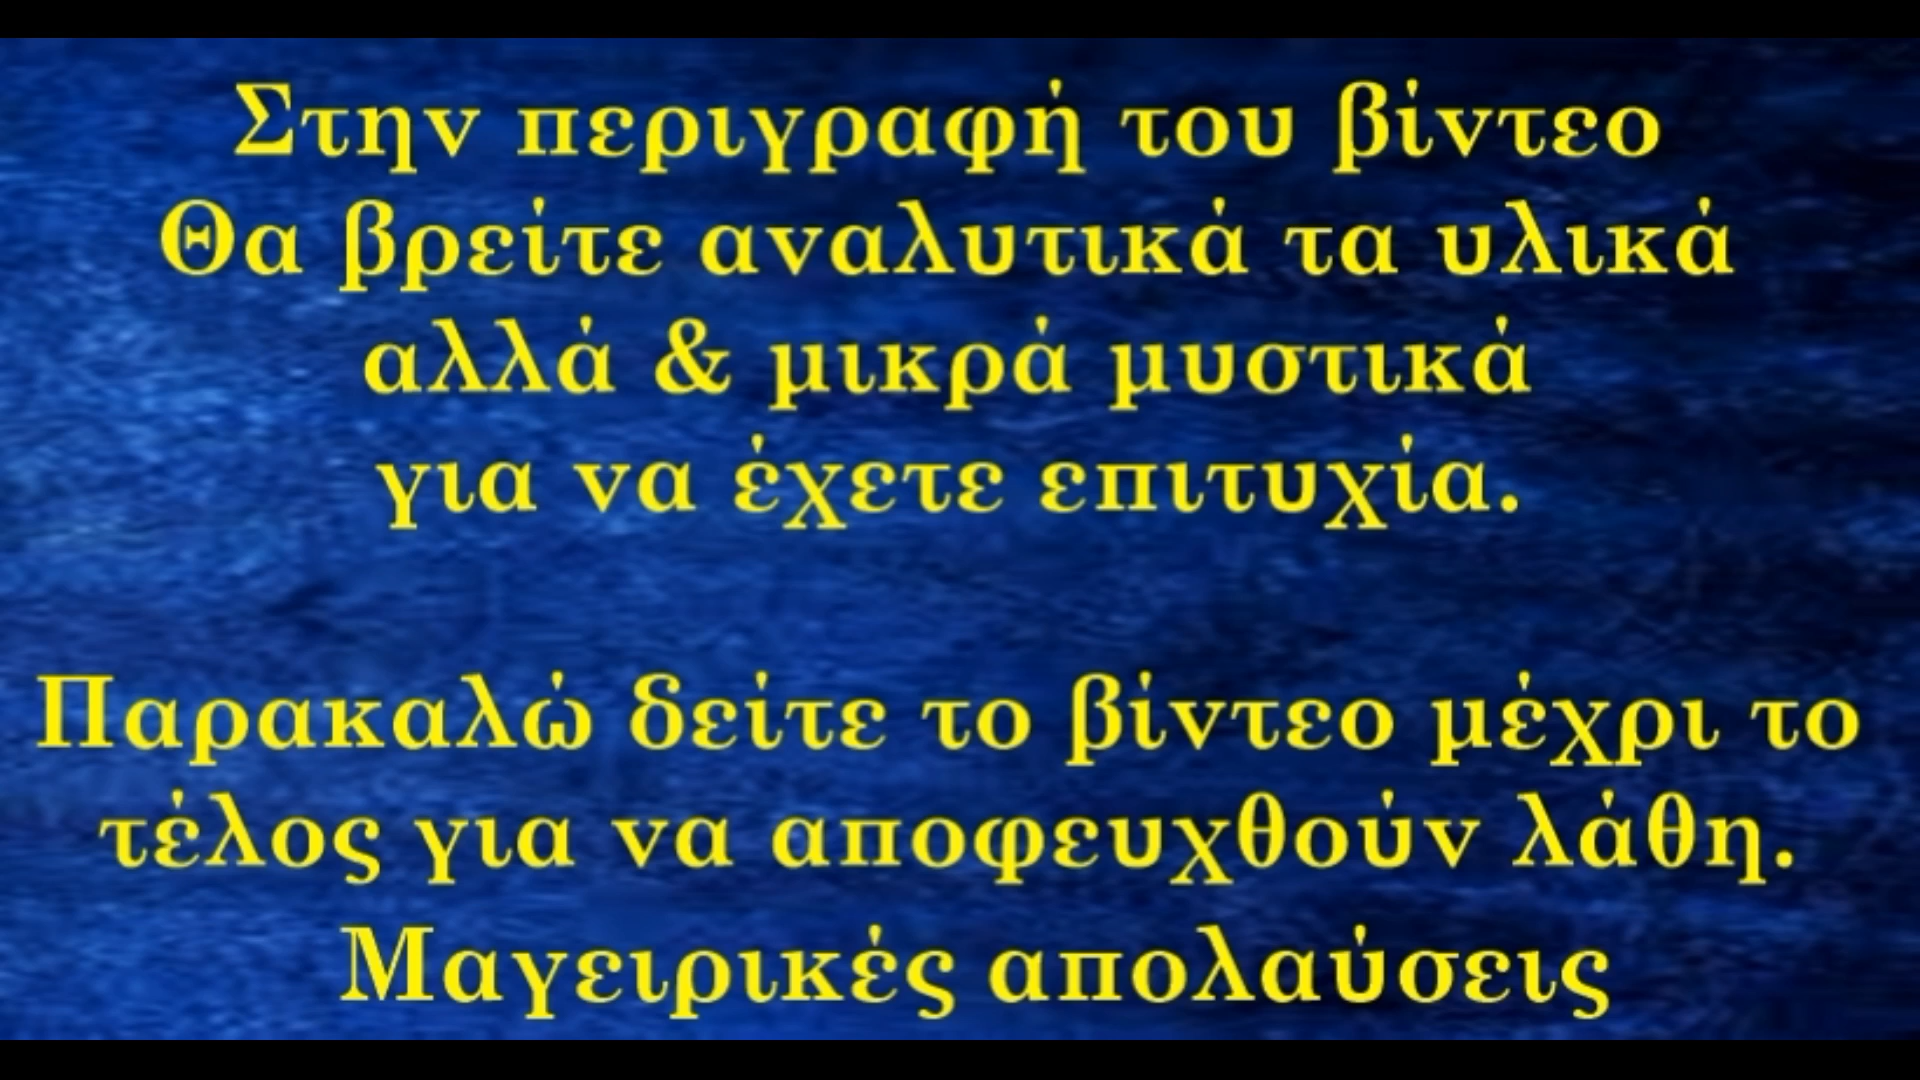 Στην περιγραφή του βίντεο
Θα βρείτε αναλυτικά τα υλικά
αλλά & μικρά μυστικά
για να έχετε επιτυχία.
Παρακαλώ δείτε το βίντεο μέχρι το
τέλος για να αποφευχθούν λάθη.
Μαγειρικές απολαύσεις